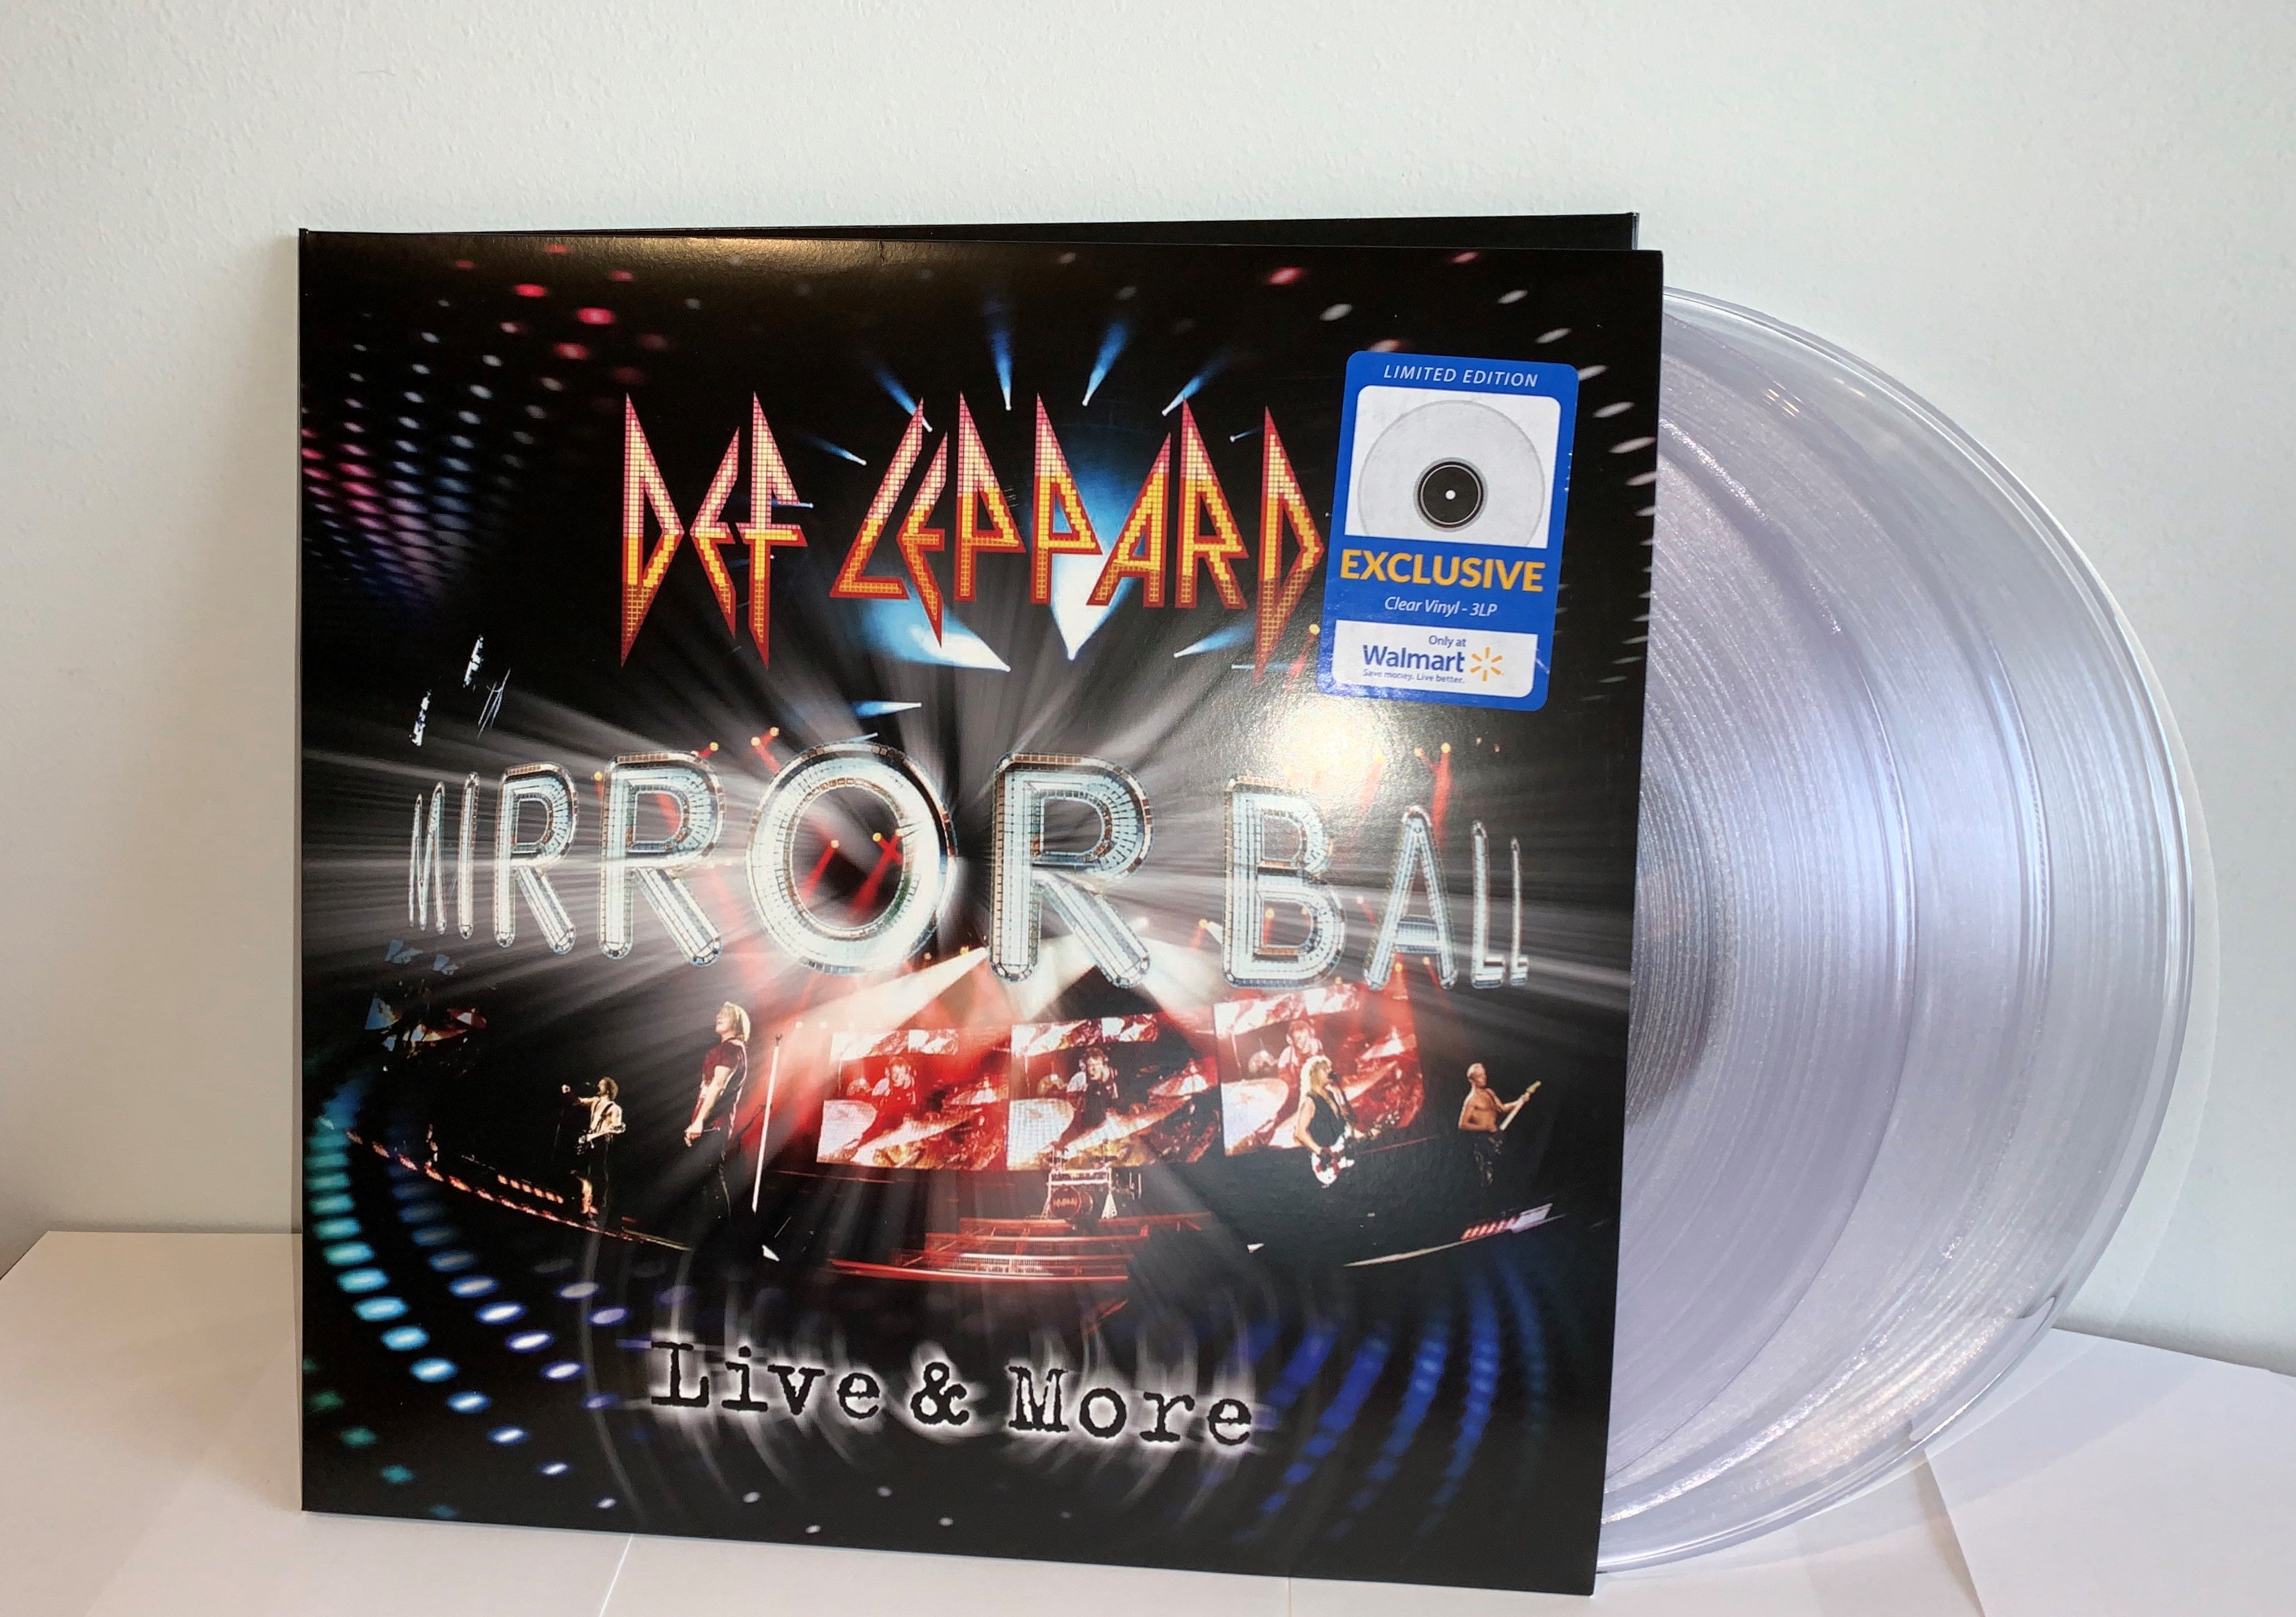 DEF LEPPARD
LIMITED EDITION
EXCLUSIVE
Clear Vinyl - 3LP
Only at
Walmart
Save money. Live better.
MIRROR BALL
Live & More